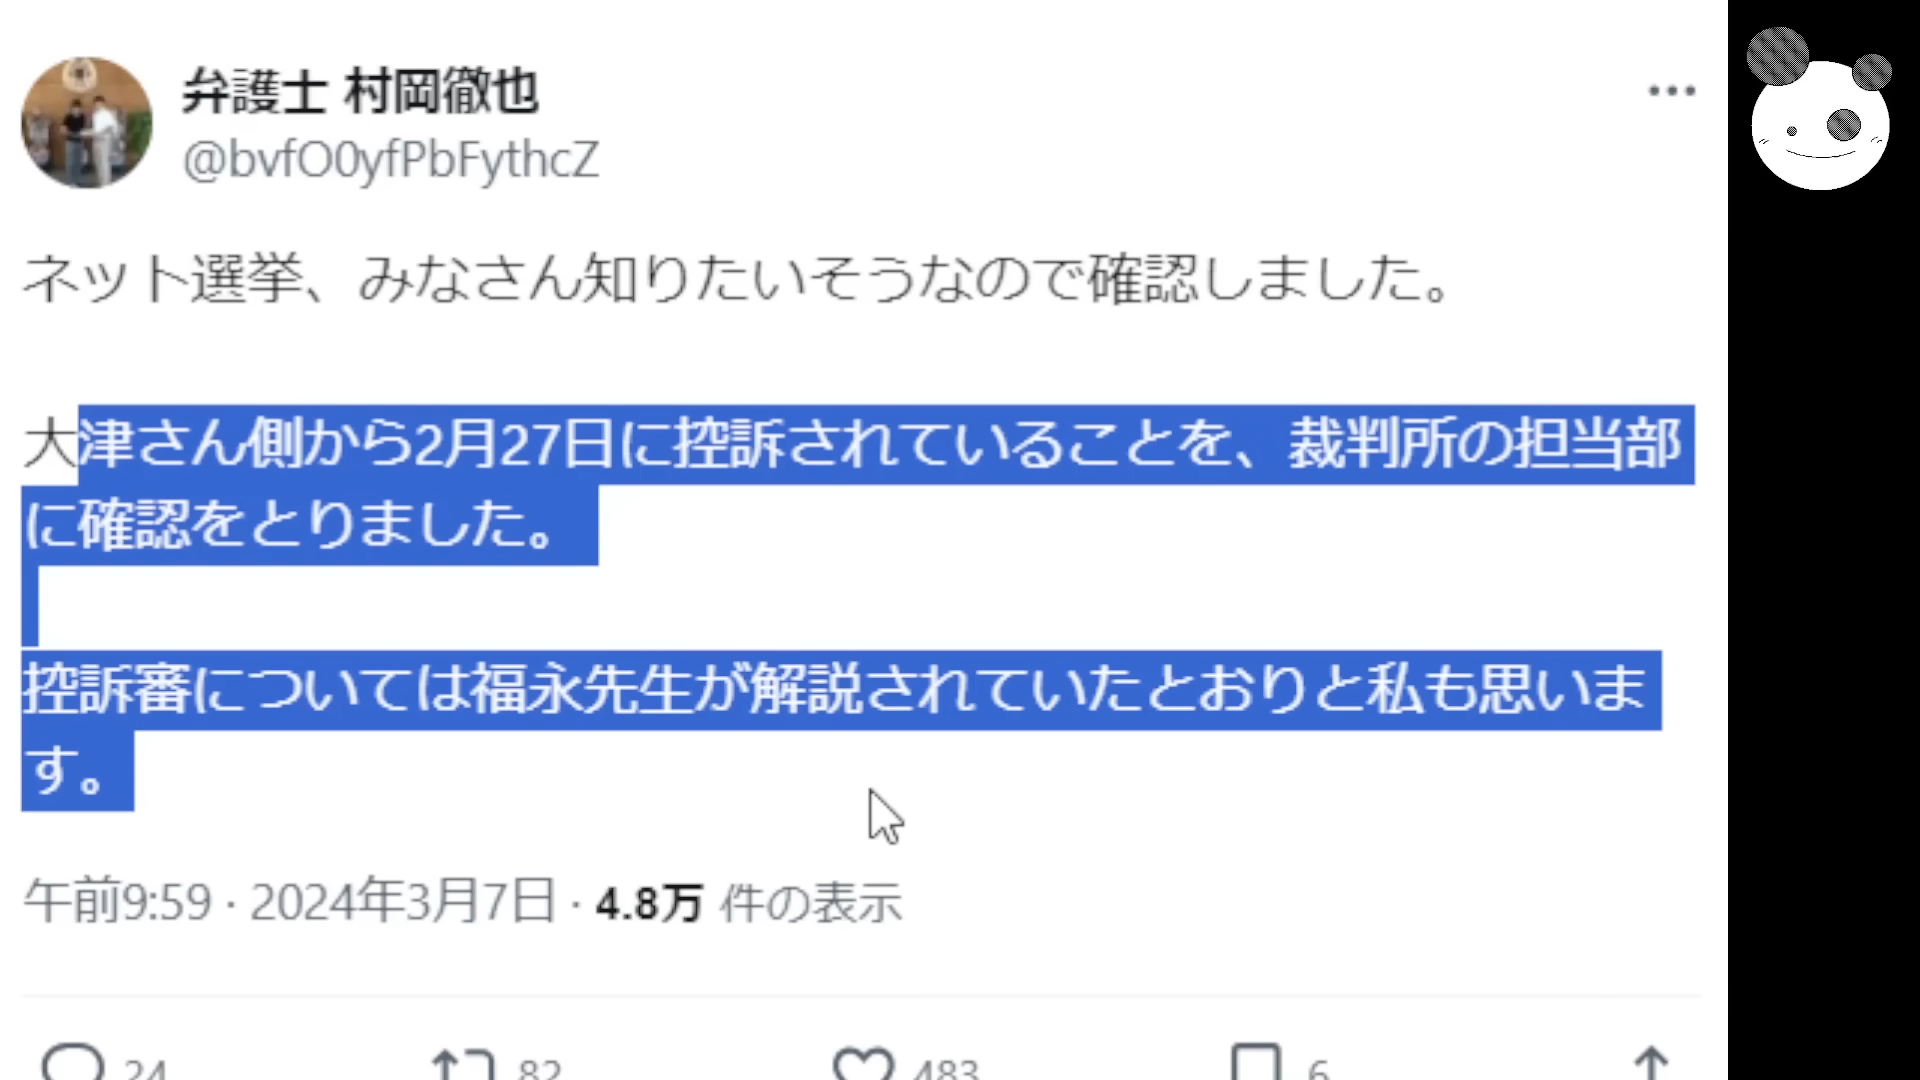 弁護士 村岡徹也
@bvfO0yfPbFythcZ
ネット選挙、みなさん知りたいそうなので確認しました。
大津さん側から2月27日に控訴されていることを、裁判所の担当部
に確認をとりました。
控訴審については福永先生が解説されていたとおりと私も思いま
す。
午前9:59 · 2024年3月7日 · 4.8万 件の表示
24 82 483 6